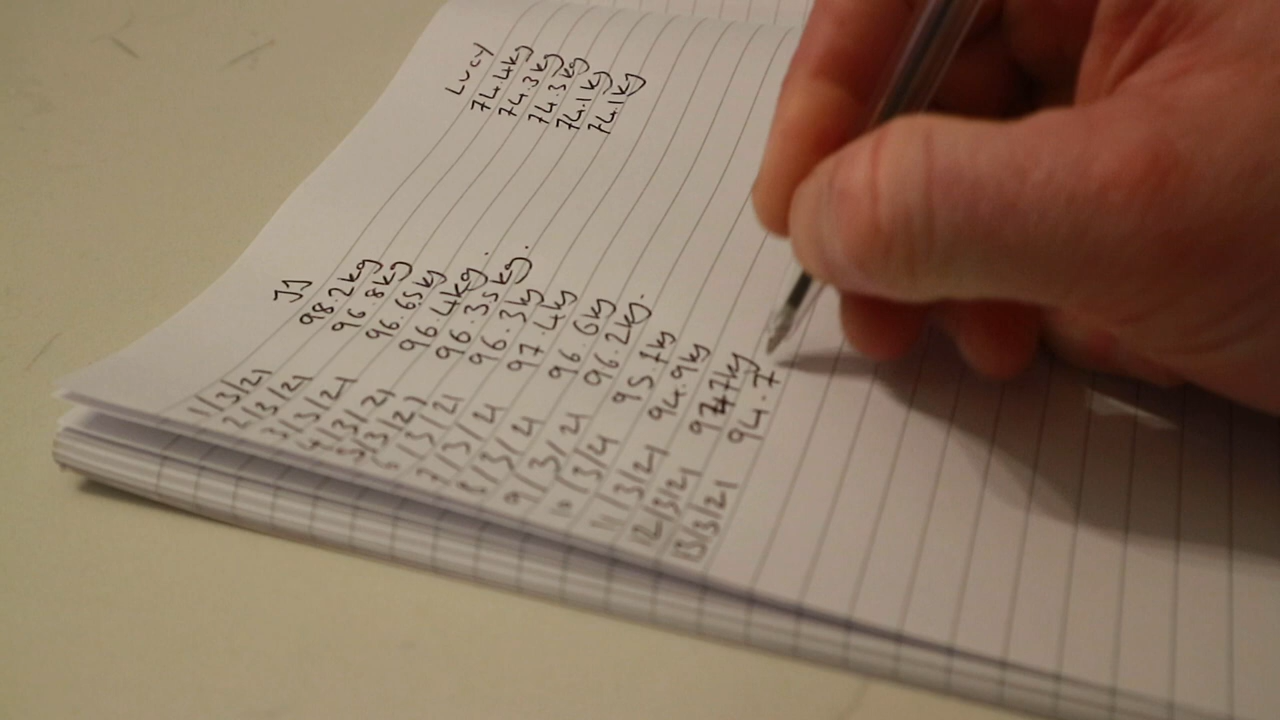 JJ Lucy
1/3/21 98.2kg 74.4kg
2/3/21 96.8kg 74.3kg
3/3/21 96.65kg 74.3kg
4/3/21 96.4kg. 74.1kg
5/3/21 96.35kg. 74.1kg
6/3/21 96.3kg
7/3/21 97.4kg
8/3/21 96.6kg
9/3/21 96.2kg.
10/3/21 95.7kg
11/3/21 94.9kg
12/3/21
13/3/21 94.7